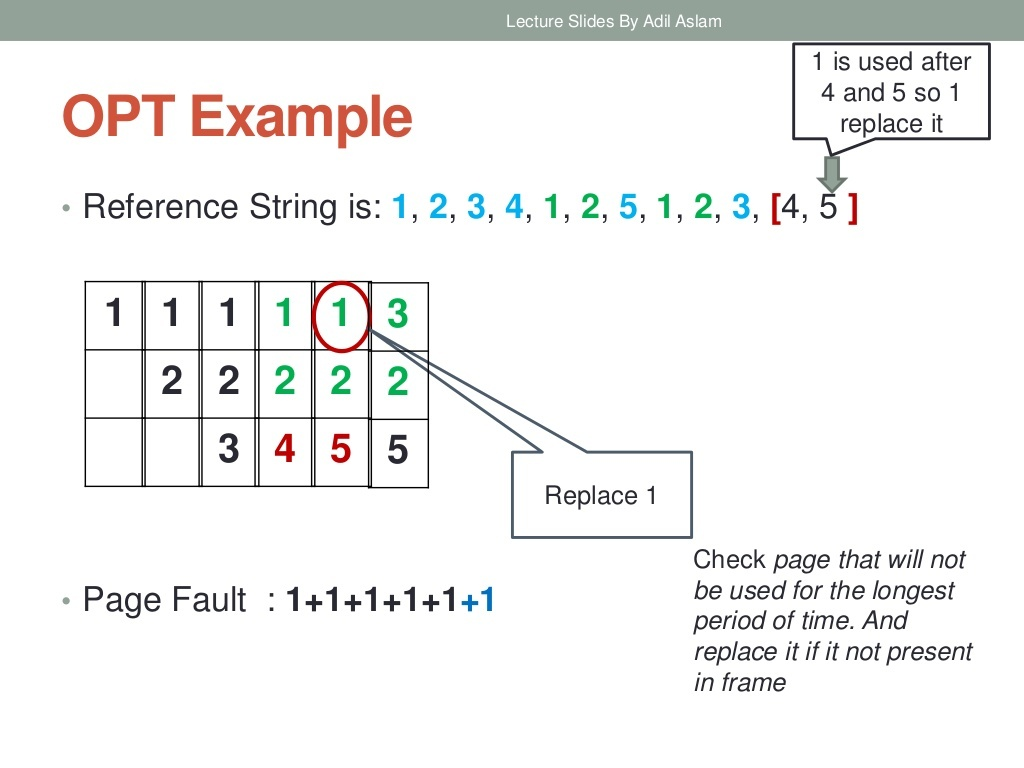 Lecture Slides By Adil Aslam
1 is used after
4 and 5 so 1
replace it
OPT Example
• Reference String is: 1, 2, 3, 4, 1, 2, 5, 1, 2, 3, [4, 5 ]
1 1 1 1 1 3
2 2 2 2 2
3 4 5 5
Replace 1
Check page that will not
be used for the longest
period of time. And
replace it if it not present
in frame
• Page Fault : 1+1+1+1+1+1